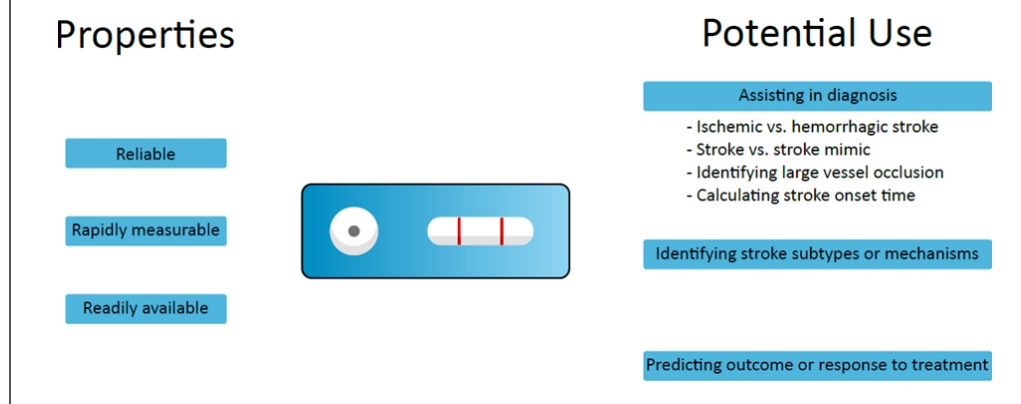 Properties
Reliable
Rapidly measurable
Readily available
Potential Use
Assisting in diagnosis
- Ischemic vs. hemorrhagic stroke
- Stroke vs. stroke mimic
- Identifying large vessel occlusion
- Calculating stroke onset time
Identifying stroke subtypes or mechanisms
Predicting outcome or response to treatment